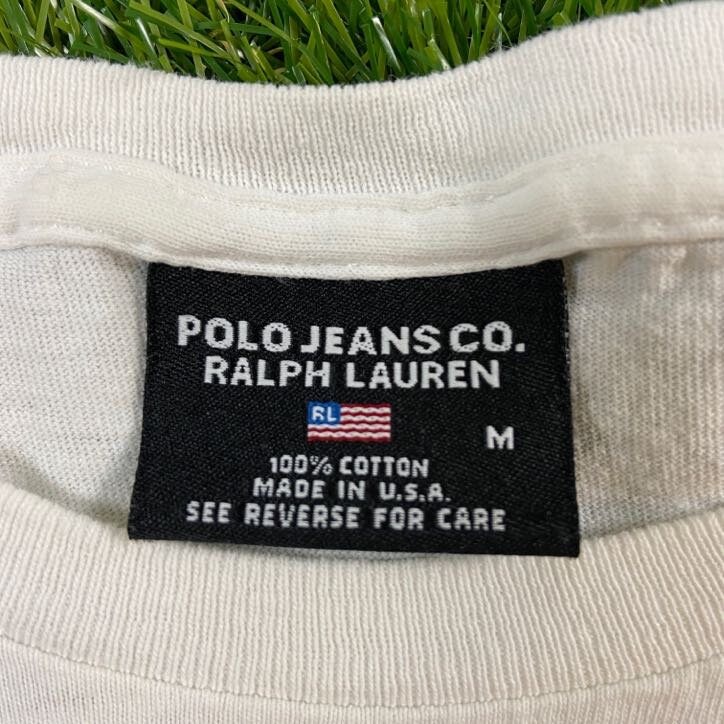 POLO JEANS CO.
RALPH LAUREN
RL
M
100% COTTON
MADE IN U.S.A.
SEE REVERSE FOR CARE